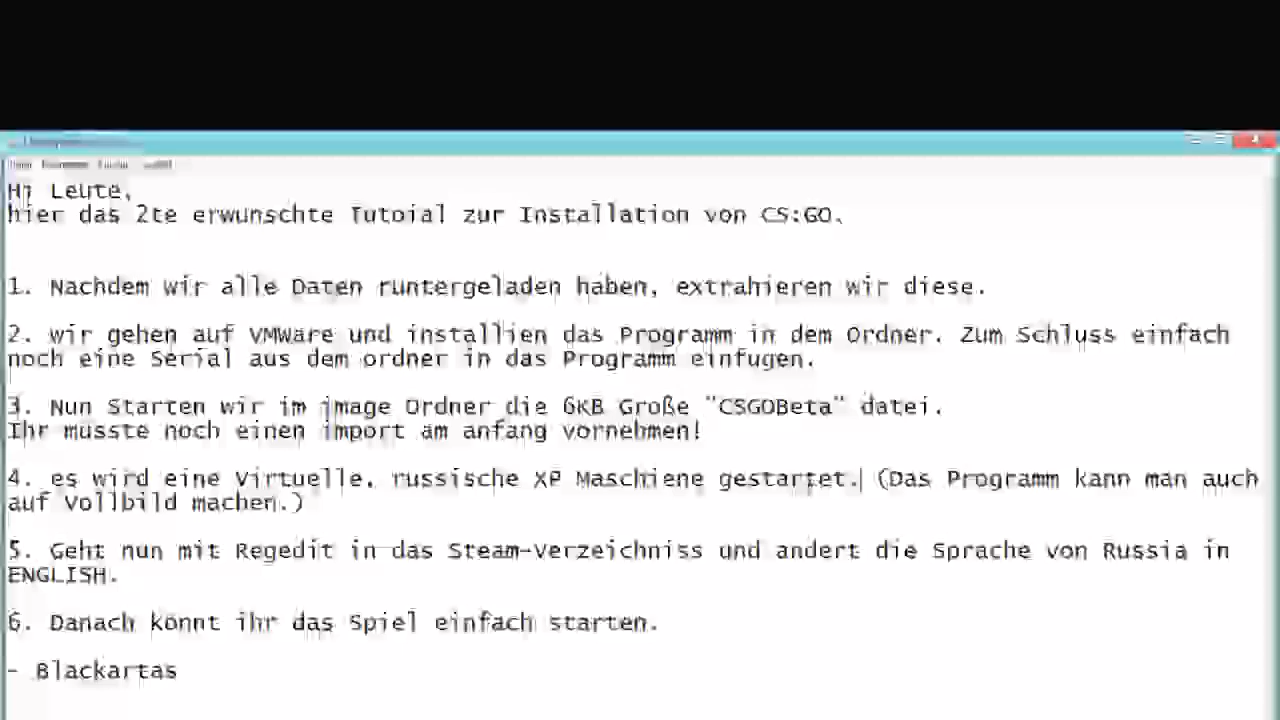 Hi Leute,
hier das 2te erwünschte Tutoial zur Installation von CS:GO.
1. Nachdem wir alle Daten runtergeladen haben, extrahieren wir diese.
2. wir gehen auf VMWare und installien das Programm in dem Ordner. Zum Schluss einfach
noch eine Serial aus dem ordner in das Programm einfügen.
3. Nun Starten wir im image Ordner die 6KB Große "CSGOBeta" datei.
Ihr müsste noch einen import am anfang vornehmen!
4. es wird eine Virtuelle, russische XP Maschiene gestartet. (Das Programm kann man auch
auf Vollbild machen.)
5. Geht nun mit Regedit in das Steam-Verzeichniss und ändert die Sprache von Russia in
ENGLISH.
6. Danach könnt ihr das Spiel einfach starten.
- Blackartas